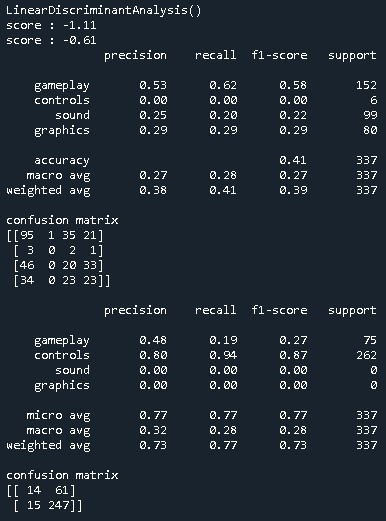 LinearDiscriminantAnalysis()
score : -1.11
score : -0.61
precision recall f1-score support
gameplay 0.53 0.62 0.58 152
controls 0.00 0.00 0.00 6
sound 0.25 0.20 0.22 99
graphics 0.29 0.29 0.29 80
accuracy 0.41 337
macro avg 0.27 0.28 0.27 337
weighted avg 0.38 0.41 0.39 337
confusion matrix
[[95 1 35 21]
[ 3 0 2 1]
[46 0 20 33]
[34 0 23 23]]
precision recall f1-score support
gameplay 0.48 0.19 0.27 75
controls 0.80 0.94 0.87 262
sound 0.00 0.00 0.00 0
graphics 0.00 0.00 0.00 0
micro avg 0.77 0.77 0.77 337
macro avg 0.32 0.28 0.28 337
weighted avg 0.73 0.77 0.73 337
confusion matrix
[[ 14 61]
[ 15 247]]